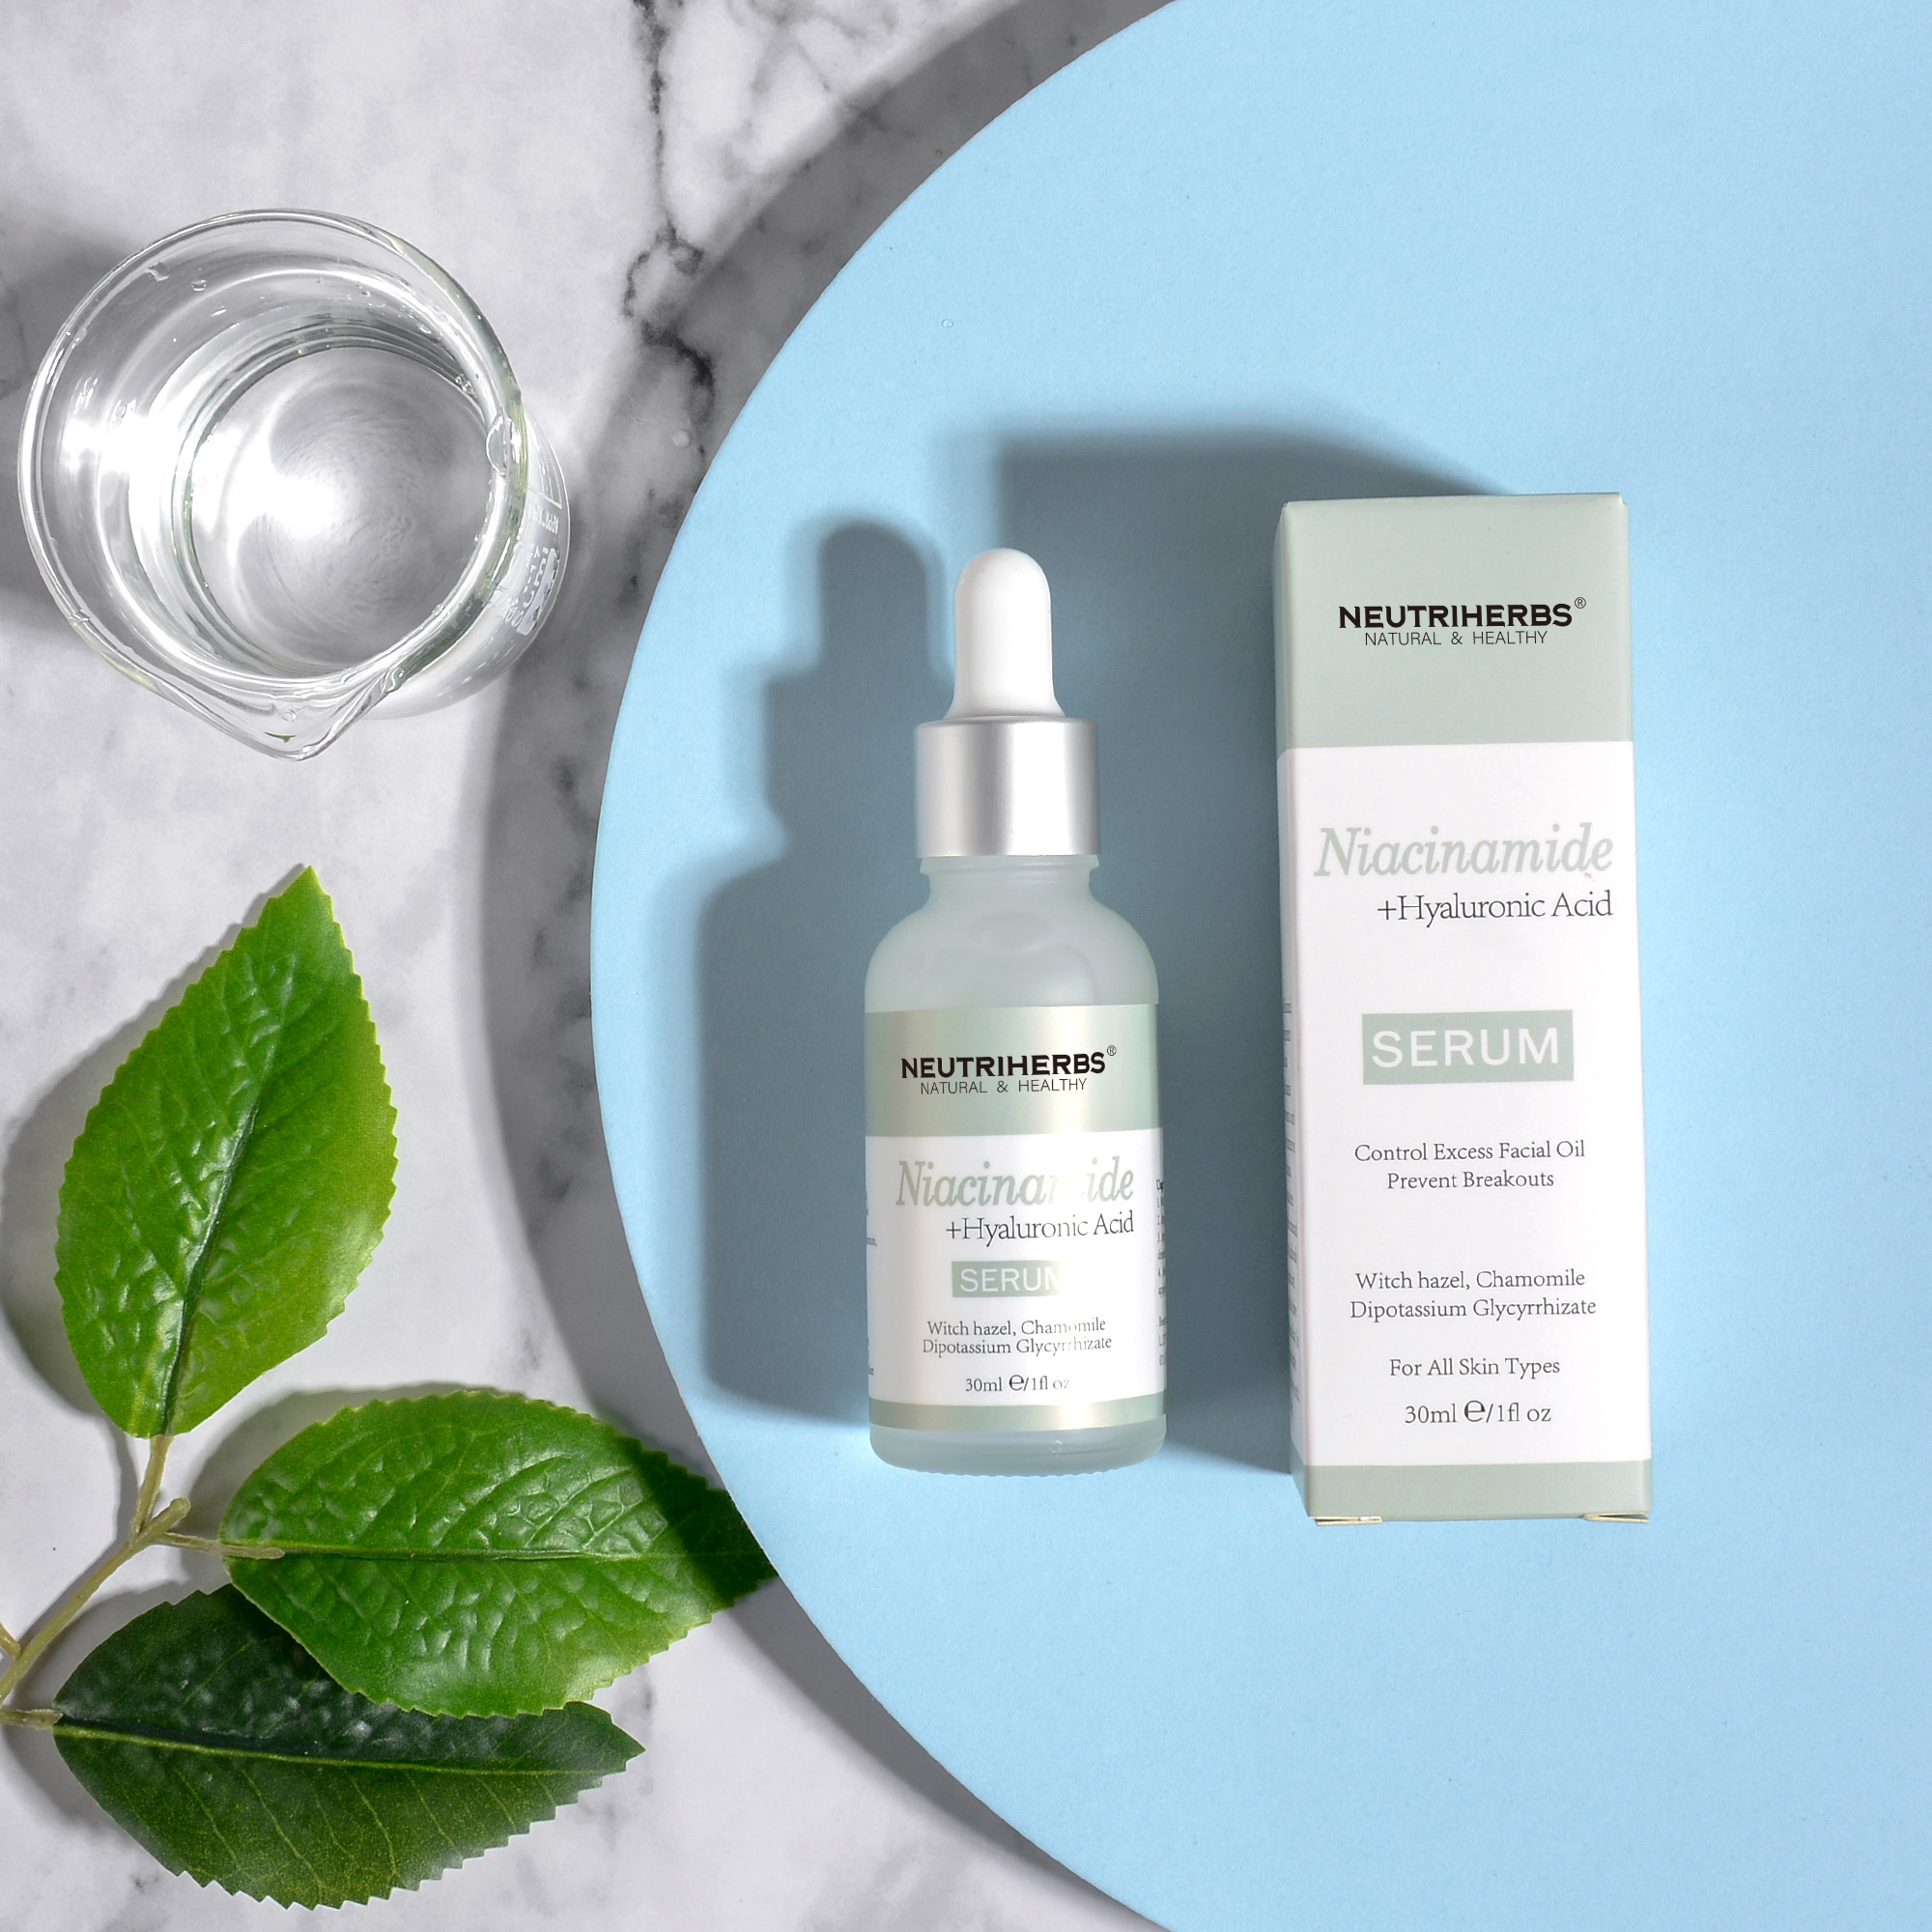 NEUTRIHERBS®
NATURAL & HEALTHY
Niacinamide
+Hyaluronic Acid
SERUM
Witch hazel, Chamomile
Dipotassium Glycyrrhizate
30ml ℮/1fl oz
NEUTRIHERBS®
NATURAL & HEALTHY
Niacinamide
+Hyaluronic Acid
SERUM
Control Excess Facial Oil
Prevent Breakouts
Witch hazel, Chamomile
Dipotassium Glycyrrhizate
For All Skin Types
30ml ℮/1fl oz